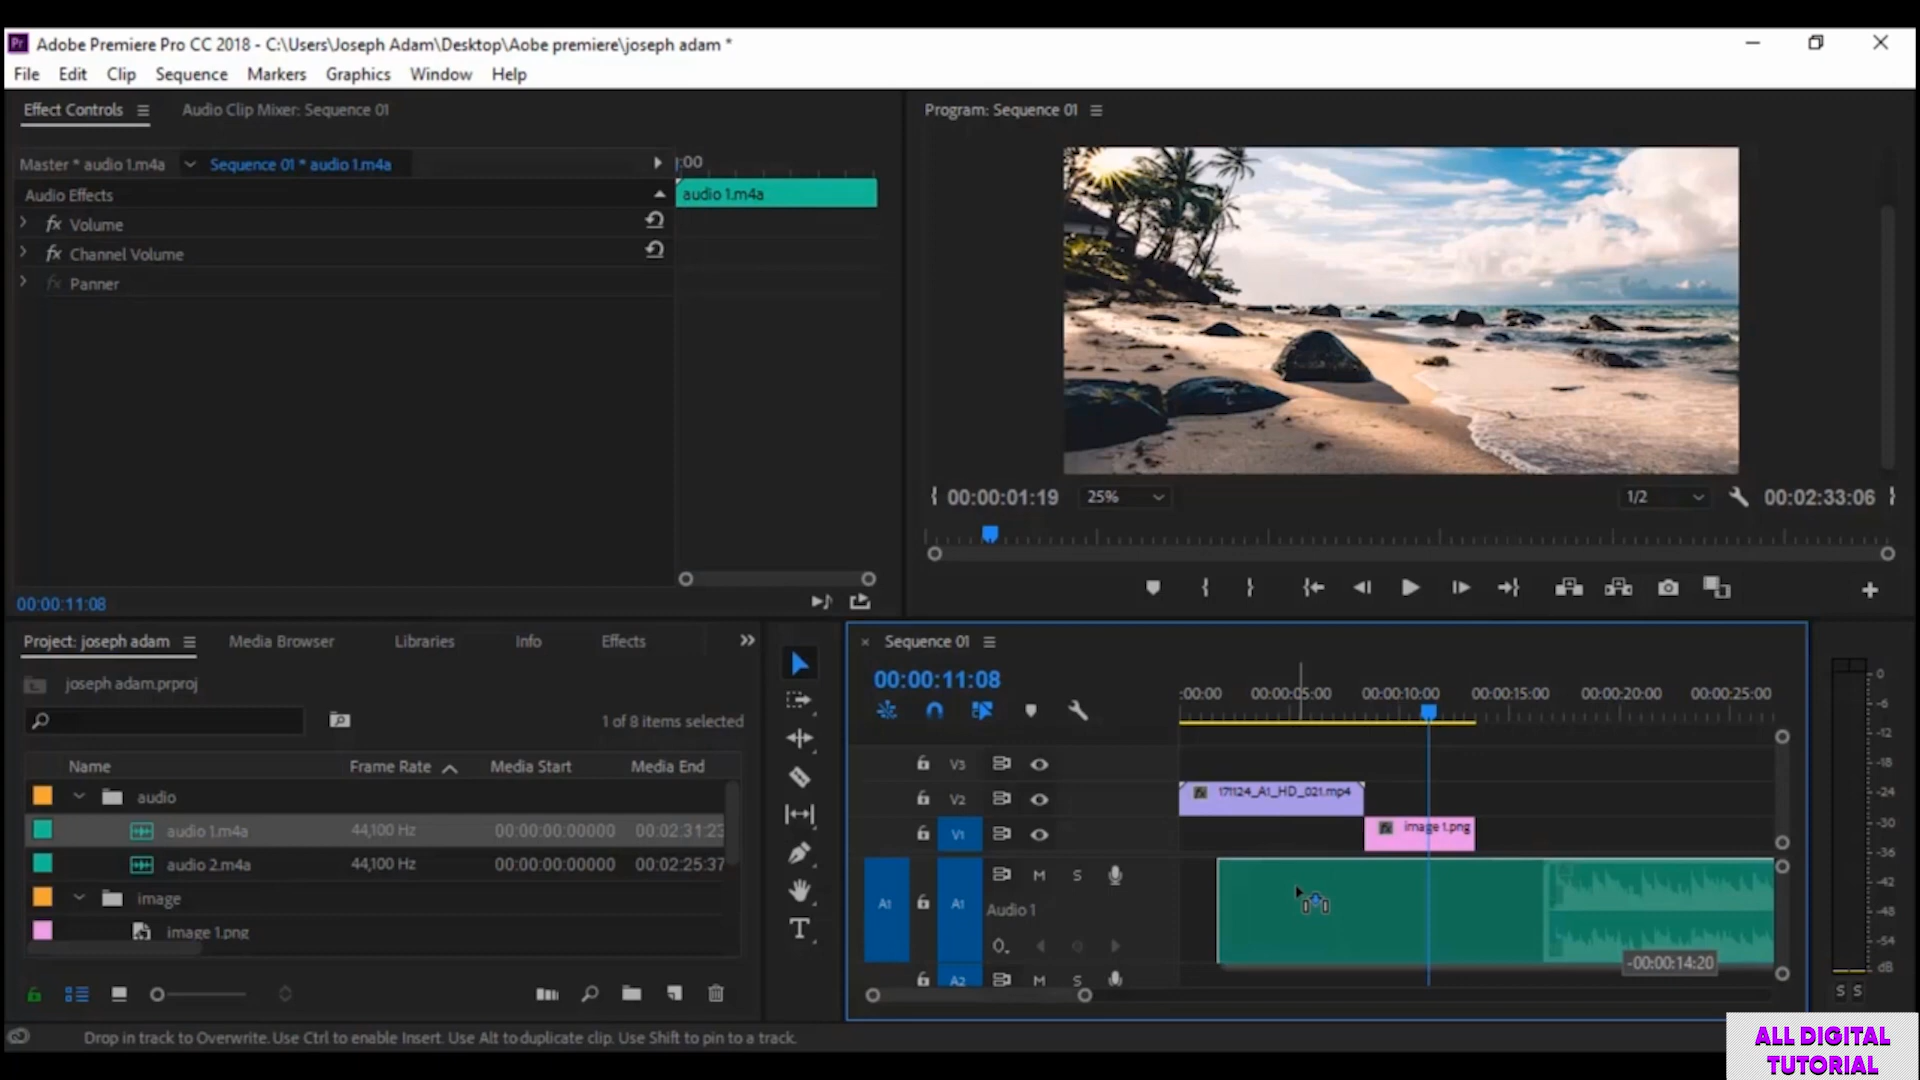 Adobe Premiere Pro CC 2018 - C:\Users\Joseph Adam\Desktop\Aobe premiere\joseph adam *
File Edit Clip Sequence Markers Graphics Window Help
Effect Controls Audio Clip Mixer: Sequence 01
Master * audio 1.m4a Sequence 01 * audio 1.m4a
:00
Audio Effects
audio 1.m4a
fx Volume
fx Channel Volume
fx Panner
00:00:11:08
Program: Sequence 01
00:00:01:19 25% 1/2 00:02:33:06
Project: joseph adam Media Browser Libraries Info Effects
joseph adam.prproj
1 of 8 items selected
Name Frame Rate Media Start Media End
audio
audio 1.m4a 44,100 Hz 00:00:00:00000 00:02:31:23
audio 2.m4a 44,100 Hz 00:00:00:00000 00:02:25:37
image
image 1.png
T
Sequence 01
00:00:11:08
:00:00 00:00:05:00 00:00:10:00 00:00:15:00 00:00:20:00 00:00:25:00
V3
V2 171124_A1_HD_021.mp4
V1 image 1.png
A1 A1 M S
Audio 1
A2 M S
-00:00:14:20
0
-6
-12
-18
-24
-30
-36
-42
-48
-54
dB
S S
Drop in track to Overwrite. Use Ctrl to enable Insert. Use Alt to duplicate clip. Use Shift to pin to a track.
ALL DIGITAL
TUTORIAL